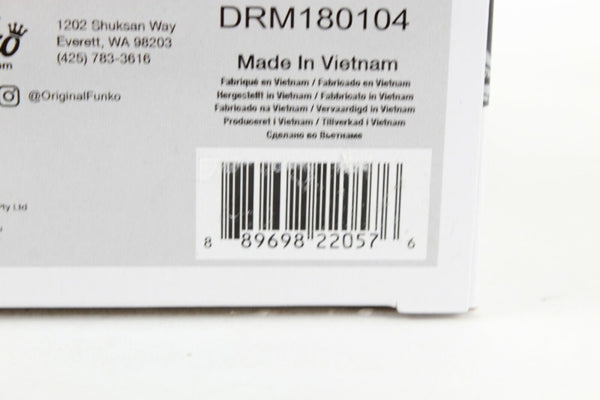 1202 Shuksan Way
Everett, WA 98203
(425) 783-3616
@OriginalFunko
DRM180104
Made In Vietnam
Fabriqué en Vietnam / Fabricado en Vietnam
Hergestellt in Vietnam / Fabbricato in Vietnam
Fabricado na Vietnam / Vervaardigd in Vietnam
Produceret i Vietnam / Tillverkad i Vietnam
Сделано во Вьетнаме
Pty Ltd
8 89698 22057 6